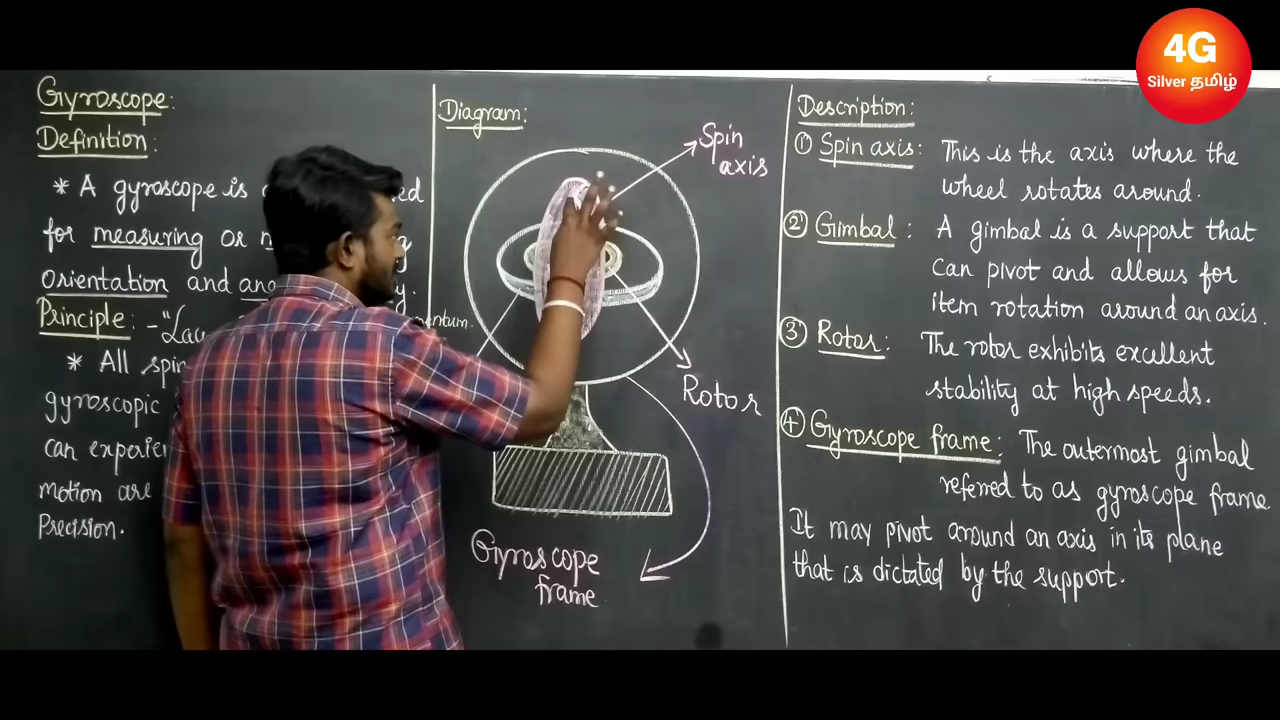 4G
Silver தமிழ்
Gyroscope:
Definition:
* A gyroscope is
for measuring or
orientation and
Principle: - "Law
* All
gyroscopic
can
motion are
Precision.
Diagram:
Spin
axis
Rotor
Gyroscope
frame
Description:
① Spin axis: This is the axis where the
wheel rotates around.
② Gimbal: A gimbal is a support that
can pivot and allows for
item rotation around an axis.
③ Rotor: The rotor exhibits excellent
stability at high speeds.
④ Gyroscope frame: The outermost gimbal
referred to as gyroscope frame
It may pivot around an axis in its plane
that is dictated by the support.